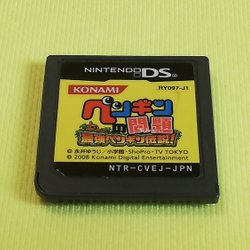 NINTENDO DS
KONAMI
RY097-J1
ペンギンの問題
最強ペンギン伝説!
© 永井ゆうじ/小学館・ShoPro・TV TOKYO
© 2008 Konami Digital Entertainment
NTR-CVEJ-JPN